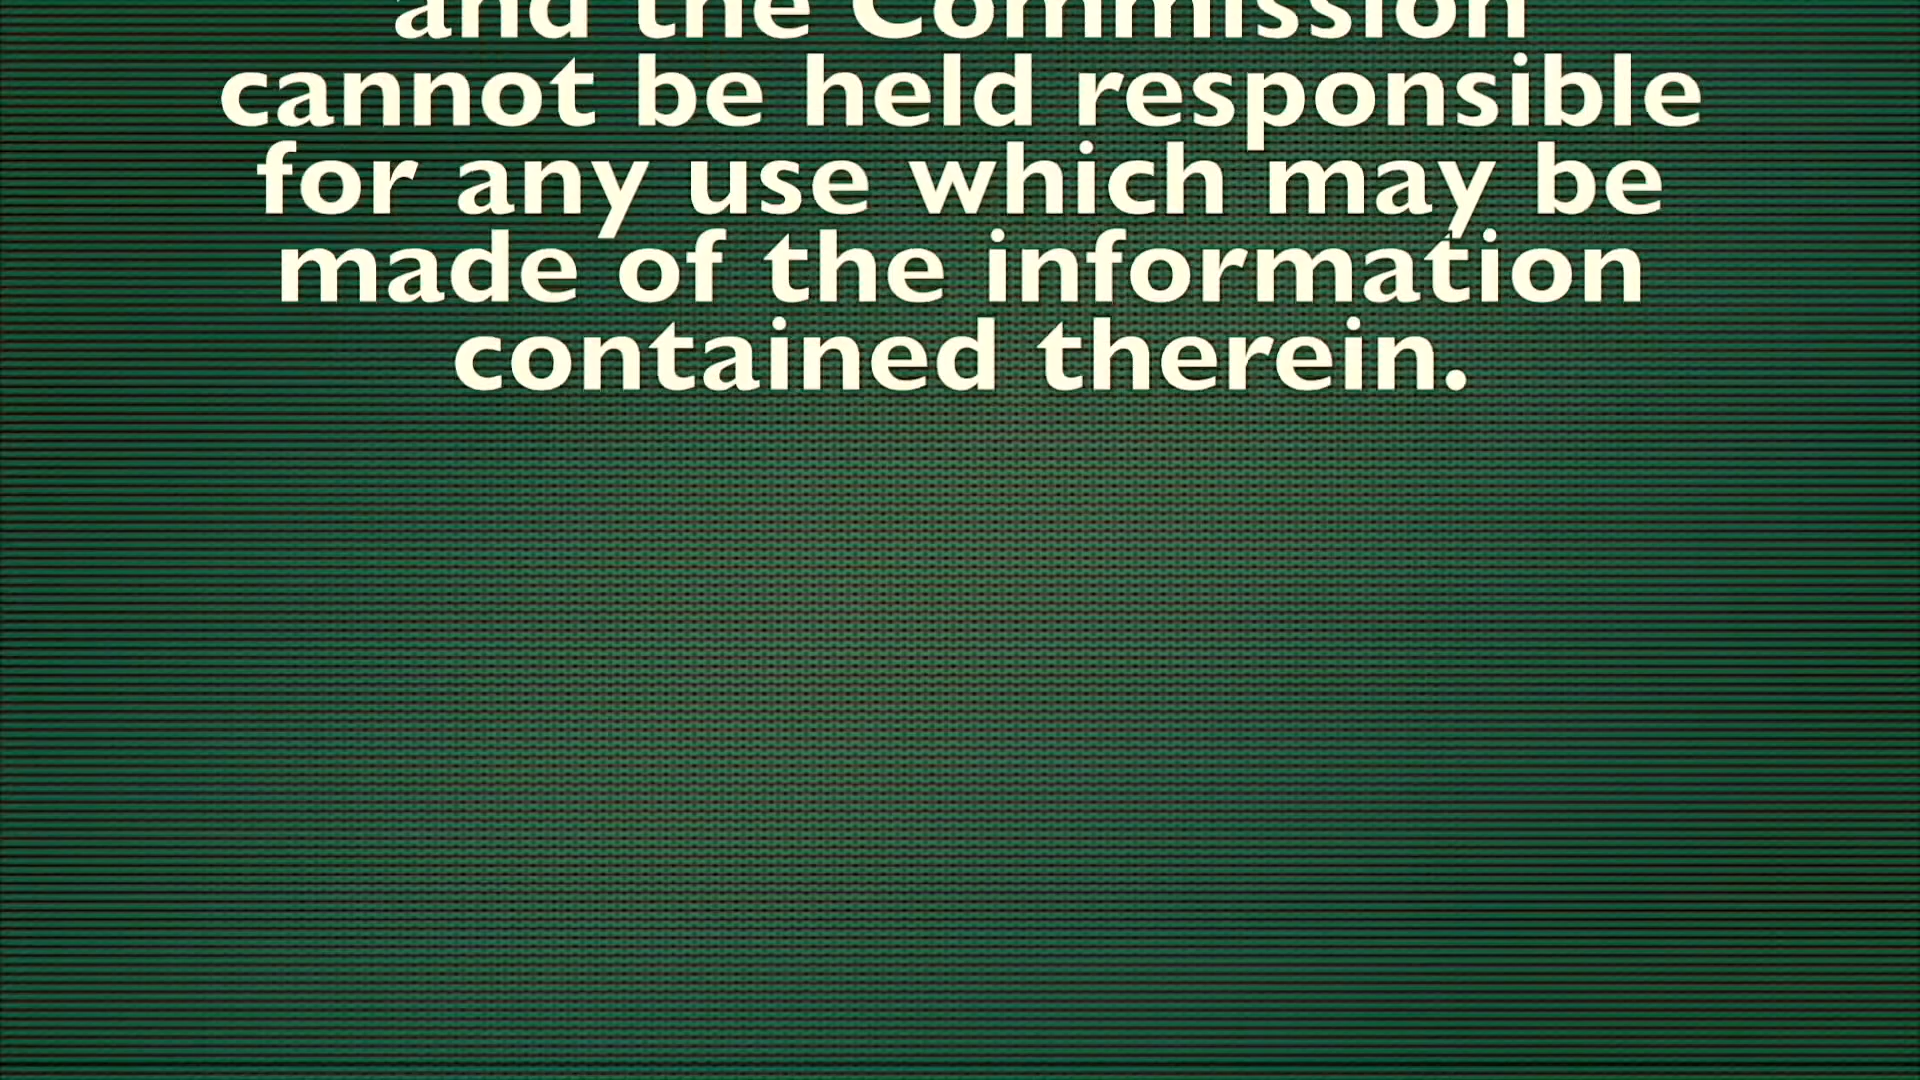 and the Commission
cannot be held responsible
for any use which may be
made of the information
contained therein.